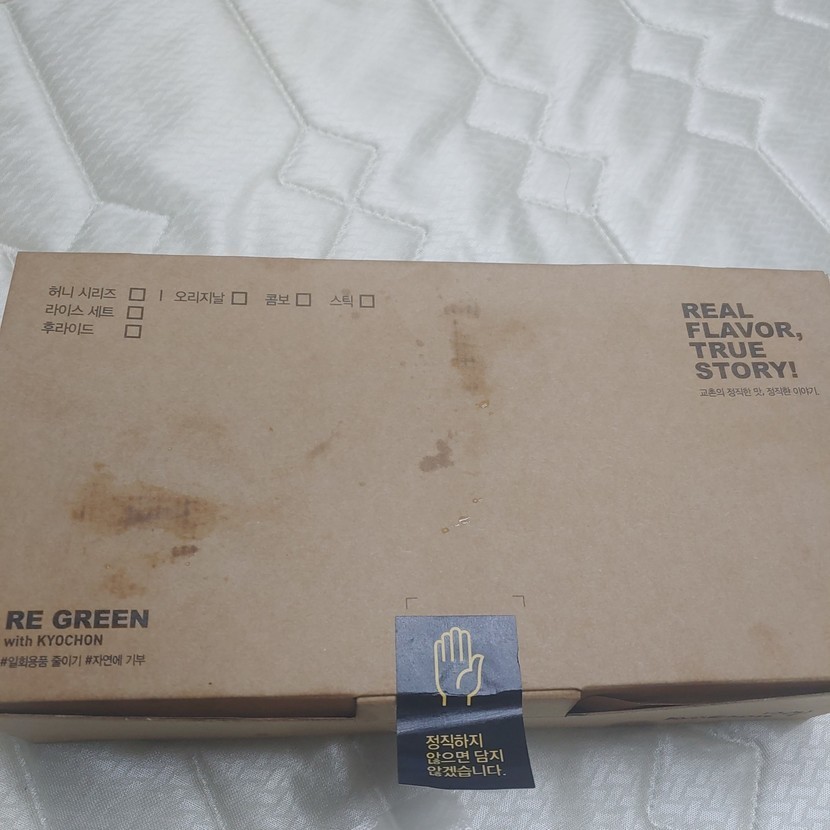 허니 시리즈 □ | 오리지날 □ 콤보 □ 스틱 □
라이스 세트 □
후라이드 □
REAL
FLAVOR,
TRUE
STORY!
교촌의 정직한 맛, 정직한 이야기.
RE GREEN
with KYOCHON
#일회용품 줄이기 #자연에 기부
정직하지
않으면 담지
않겠습니다.